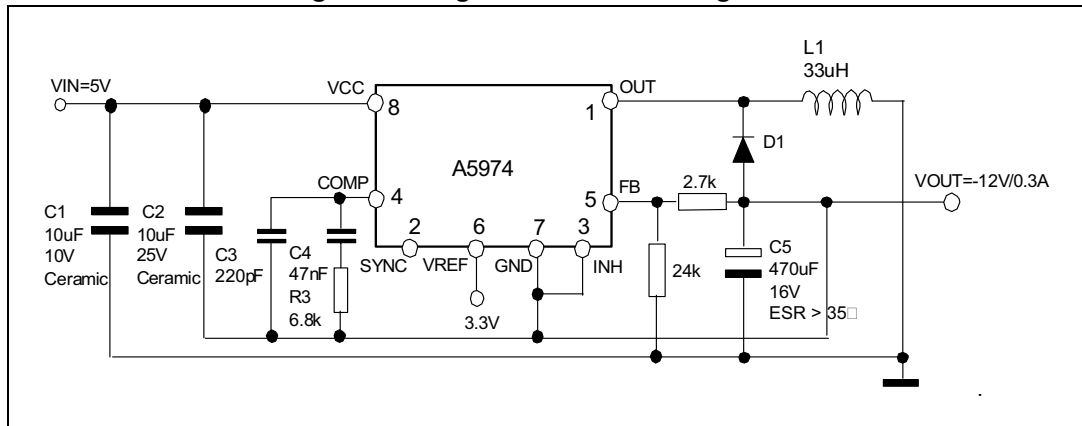 L1
33uH
VIN=5V
VCC
8
OUT
1
D1
A5974
COMP
4
5
FB
2.7k
VOUT=-12V/0.3A
C1
10uF
10V
Ceramic
C2
10uF
25V
Ceramic
C3
220pF
C4
47nF
R3
6.8k
2
SYNC
6
VREF
3.3V
7
GND
3
INH
24k
C5
470uF
16V
ESR > 35□